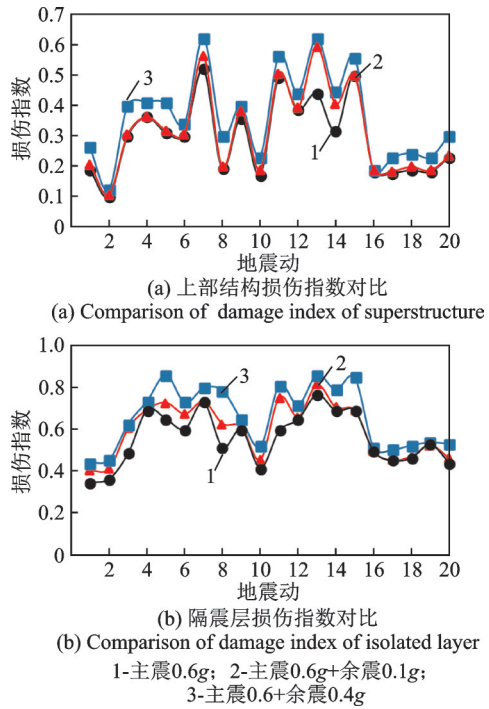 0.7
0.6
0.5
0.4
0.3
0.2
0.1
0
损伤指数
3
2
1
2 4 6 8 10 12 14 16 18 20
地震动
(a) 上部结构损伤指数对比
(a) Comparison of damage index of superstructure
1.0
0.8
0.6
0.4
0.2
0
损伤指数
2
3
1
2 4 6 8 10 12 14 16 18 20
地震动
(b) 隔震层损伤指数对比
(b) Comparison of damage index of isolated layer
1-主震0.6g；2-主震0.6g+余震0.1g；
3-主震0.6+余震0.4g